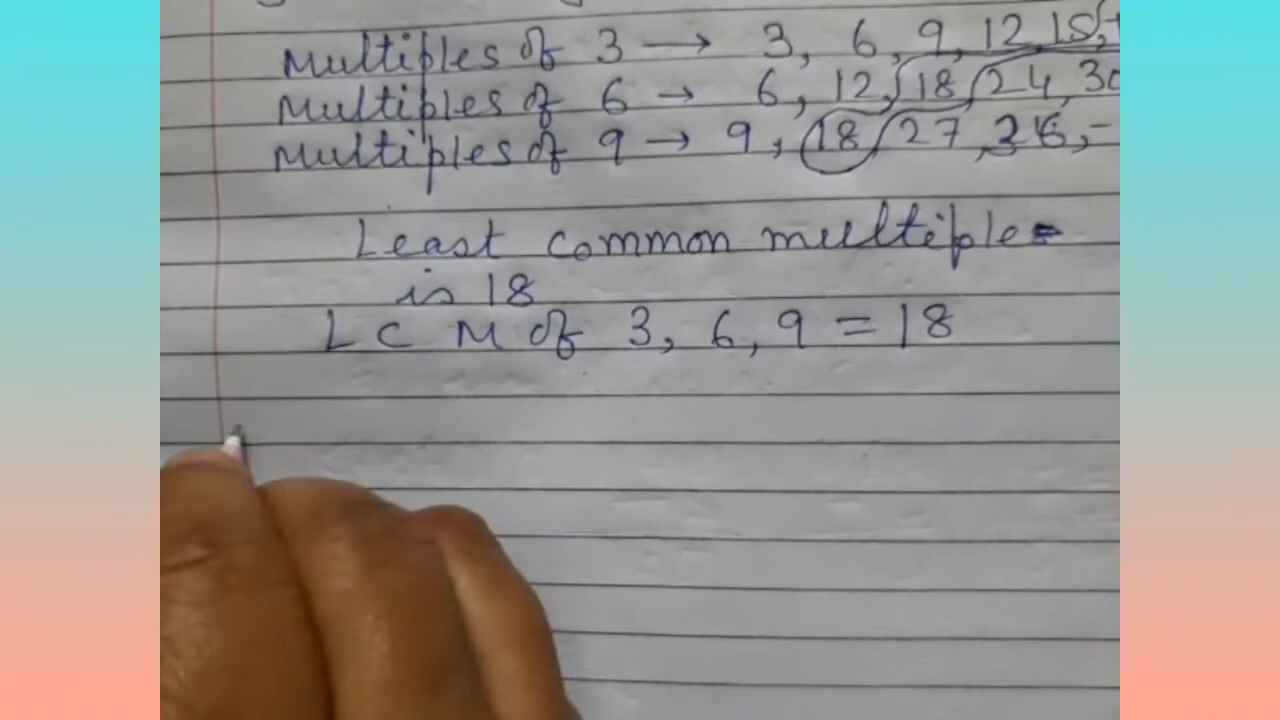 Multiples of 3 → 3, 6, 9, 12, 15,
Multiples of 6 → 6, 12, 18, 24, 30
Multiples of 9 → 9, 18, 27, 36, -
Least common multiple
is 18
L C M of 3, 6, 9 = 18